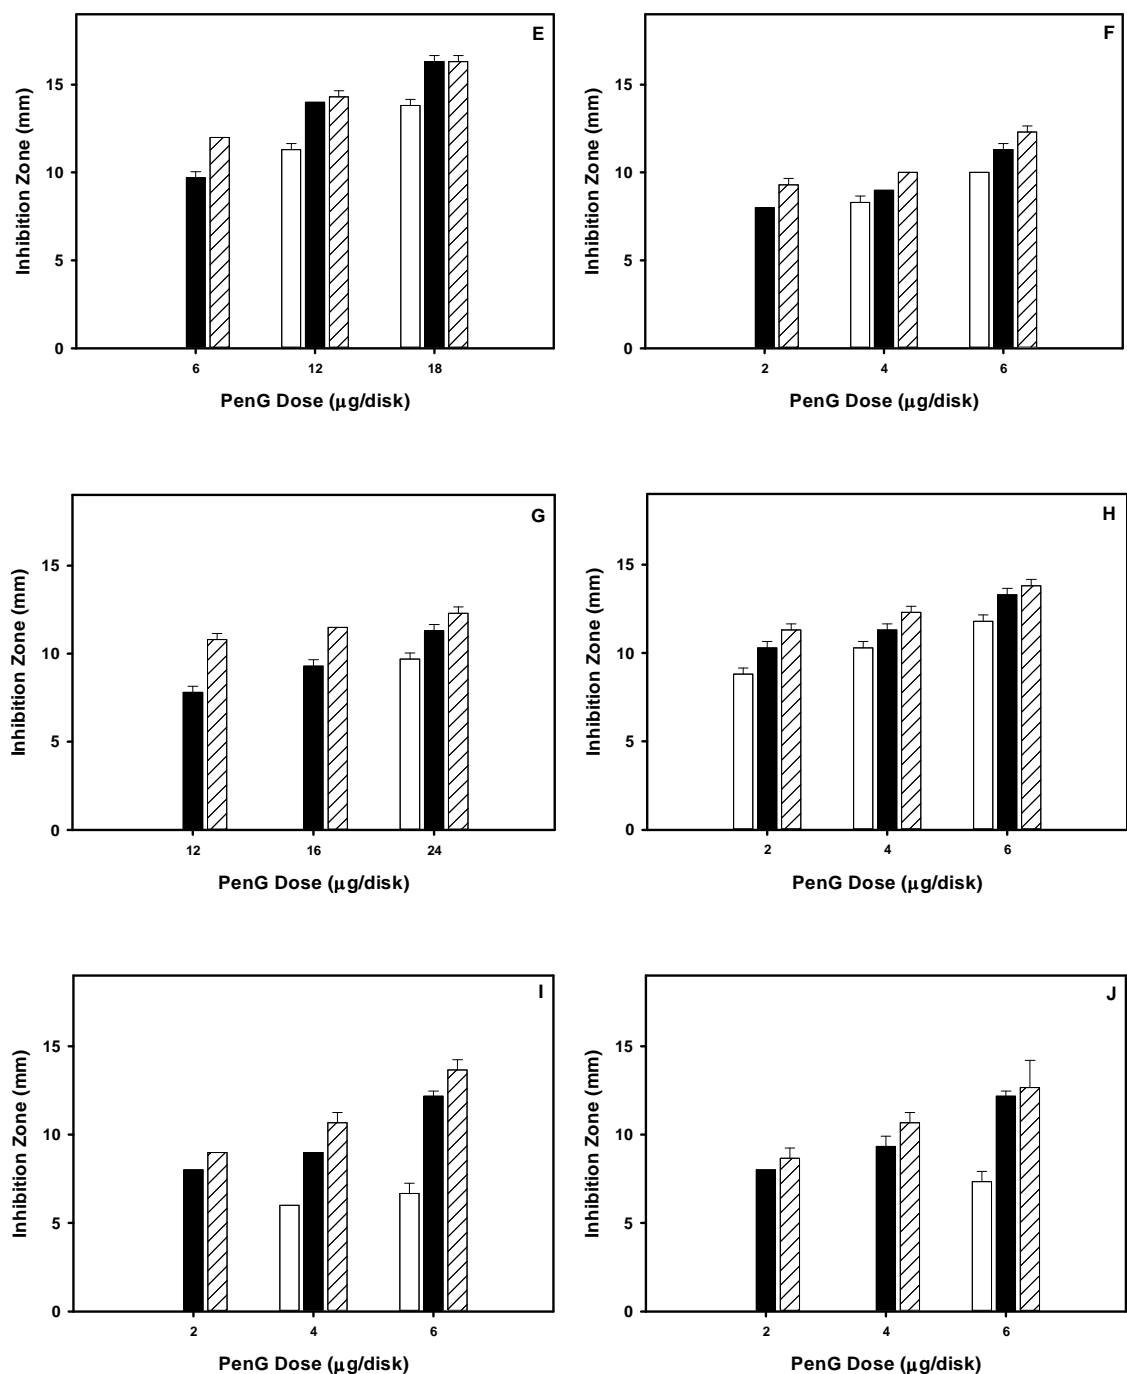 E
15
10
5
0
Inhibition Zone (mm)
6 12 18
PenG Dose (μg/disk)
F
15
10
5
0
Inhibition Zone (mm)
2 4 6
PenG Dose (μg/disk)
G
15
10
5
0
Inhibition Zone (mm)
12 16 24
PenG Dose (μg/disk)
H
15
10
5
0
Inhibition Zone (mm)
2 4 6
PenG Dose (μg/disk)
I
15
10
5
0
Inhibition Zone (mm)
2 4 6
PenG Dose (μg/disk)
J
15
10
5
0
Inhibition Zone (mm)
2 4 6
PenG Dose (μg/disk)